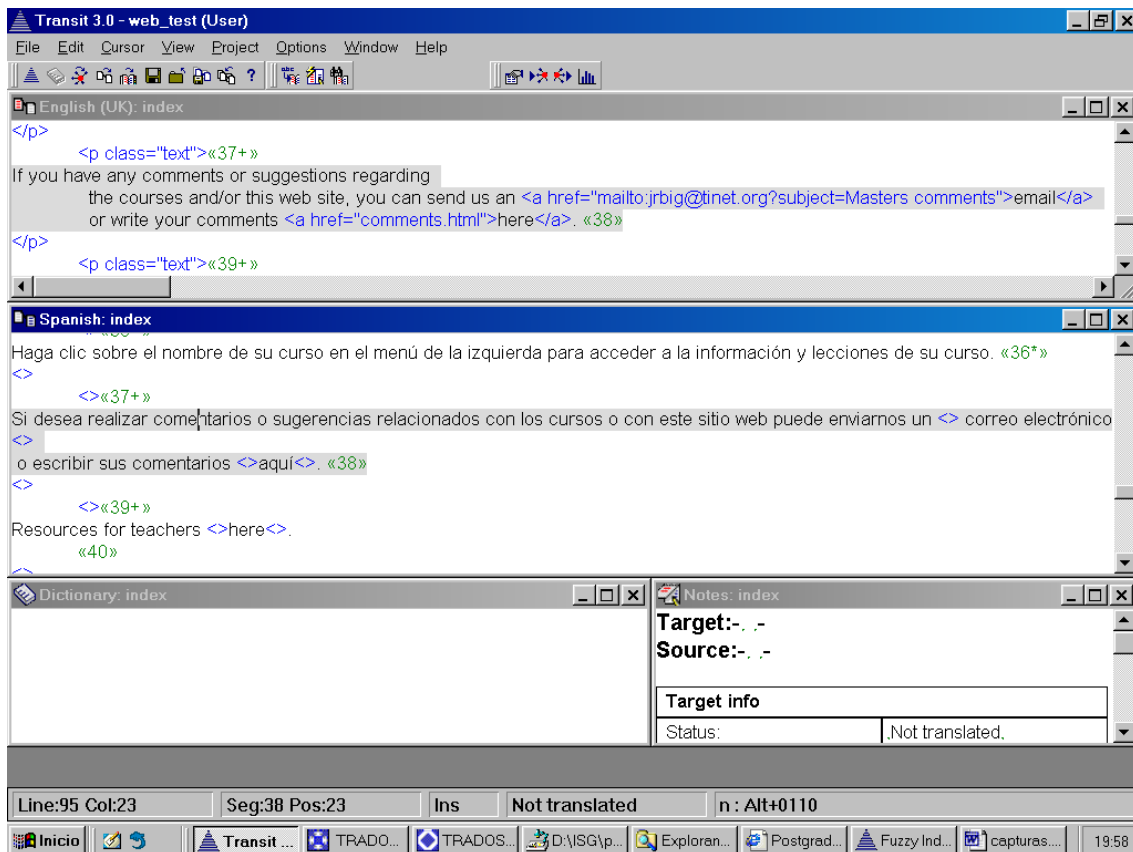 Transit 3.0 - web_test (User)
File Edit Cursor View Project Options Window Help
English (UK): index
</p>
<p class="text">«37+»
If you have any comments or suggestions regarding
the courses and/or this web site, you can send us an <a href="mailto:jrbig@tinet.org?subject=Masters comments">email</a>
or write your comments <a href="comments.html">here</a>. «38»
</p>
<p class="text">«39+»
Spanish: index
Haga clic sobre el nombre de su curso en el menú de la izquierda para acceder a la información y lecciones de su curso. «36*»
<>
<>«37+»
Si desea realizar comentarios o sugerencias relacionados con los cursos o con este sitio web puede enviarnos un <> correo electrónico
<>
o escribir sus comentarios <>aquí<>. «38»
<>
<>«39+»
Resources for teachers <>here<>.
«40»
Dictionary: index
Notes: index
Target:-. .-
Source:-. .-
Target info
Status: .Not translated.
Line:95 Col:23 Seg:38 Pos:23 Ins Not translated n : Alt+0110
Inicio Transit ... TRADO... TRADOS... D:\ISG\p... Exploran... Postgrad... Fuzzy Ind... capturas.... 19:58